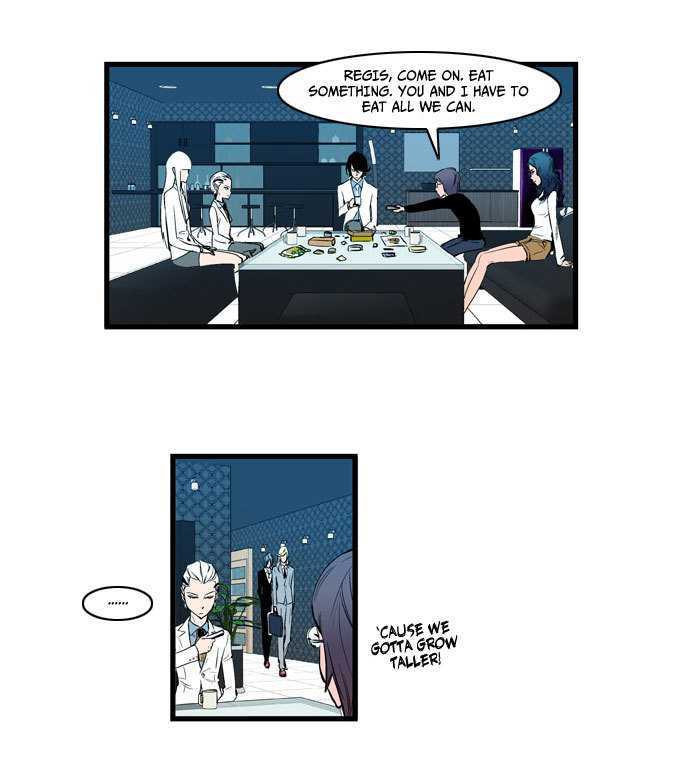 REGIS, COME ON. EAT
SOMETHING. YOU AND I HAVE TO
EAT ALL WE CAN.
......
'CAUSE WE
GOTTA GROW
TALLER!